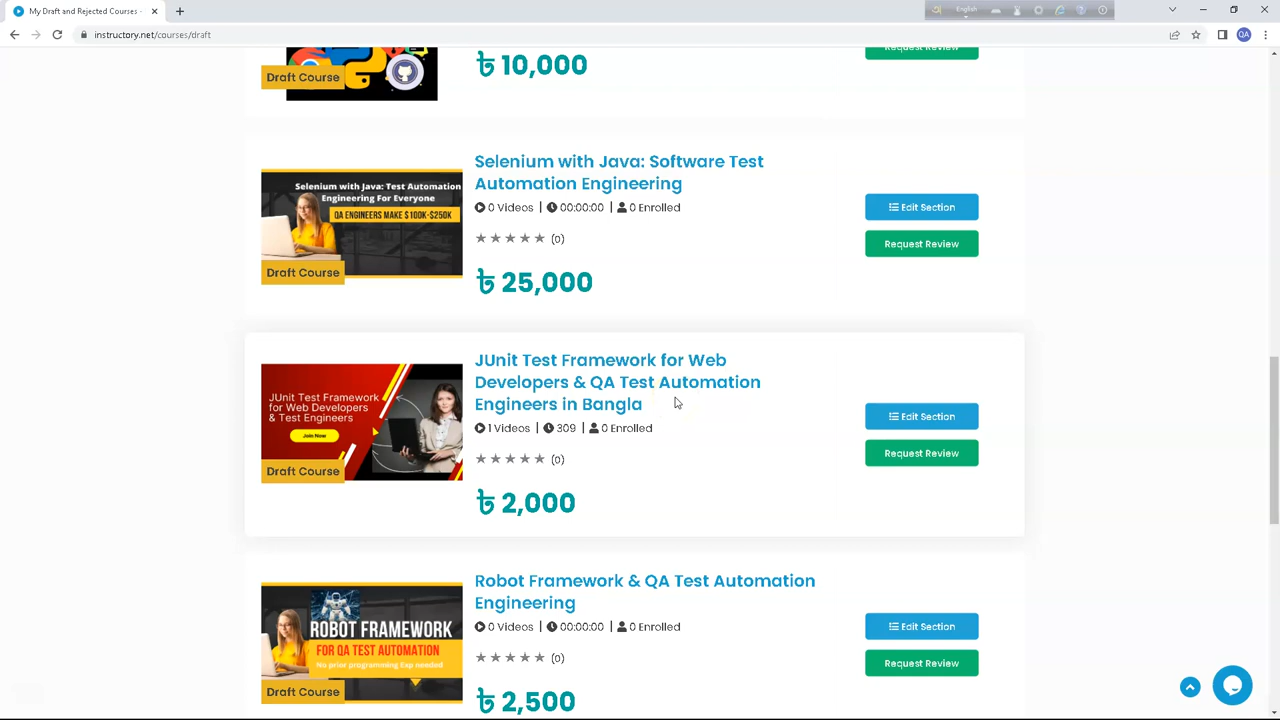 My Draft and Rejected Courses -
English
instructory.net/courses/draft
QA
Request Review
Draft Course
৳ 10,000
Selenium with Java: Software Test
Automation Engineering
0 Videos | 00:00:00 | 0 Enrolled
(0)
৳ 25,000
Selenium with Java: Test Automation
Engineering For Everyone
QA ENGINEERS MAKE $100K-$250K
Draft Course
Edit Section
Request Review
JUnit Test Framework for Web
Developers & QA Test Automation
Engineers in Bangla
1 Videos | 309 | 0 Enrolled
(0)
৳ 2,000
JUnit Test Framework
for Web Developers
& Test Engineers
Join Now
Draft Course
Edit Section
Request Review
Robot Framework & QA Test Automation
Engineering
0 Videos | 00:00:00 | 0 Enrolled
(0)
৳ 2,500
ROBOT FRAMEWORK
FOR QA TEST AUTOMATION
No prior programming Exp needed
Draft Course
Edit Section
Request Review